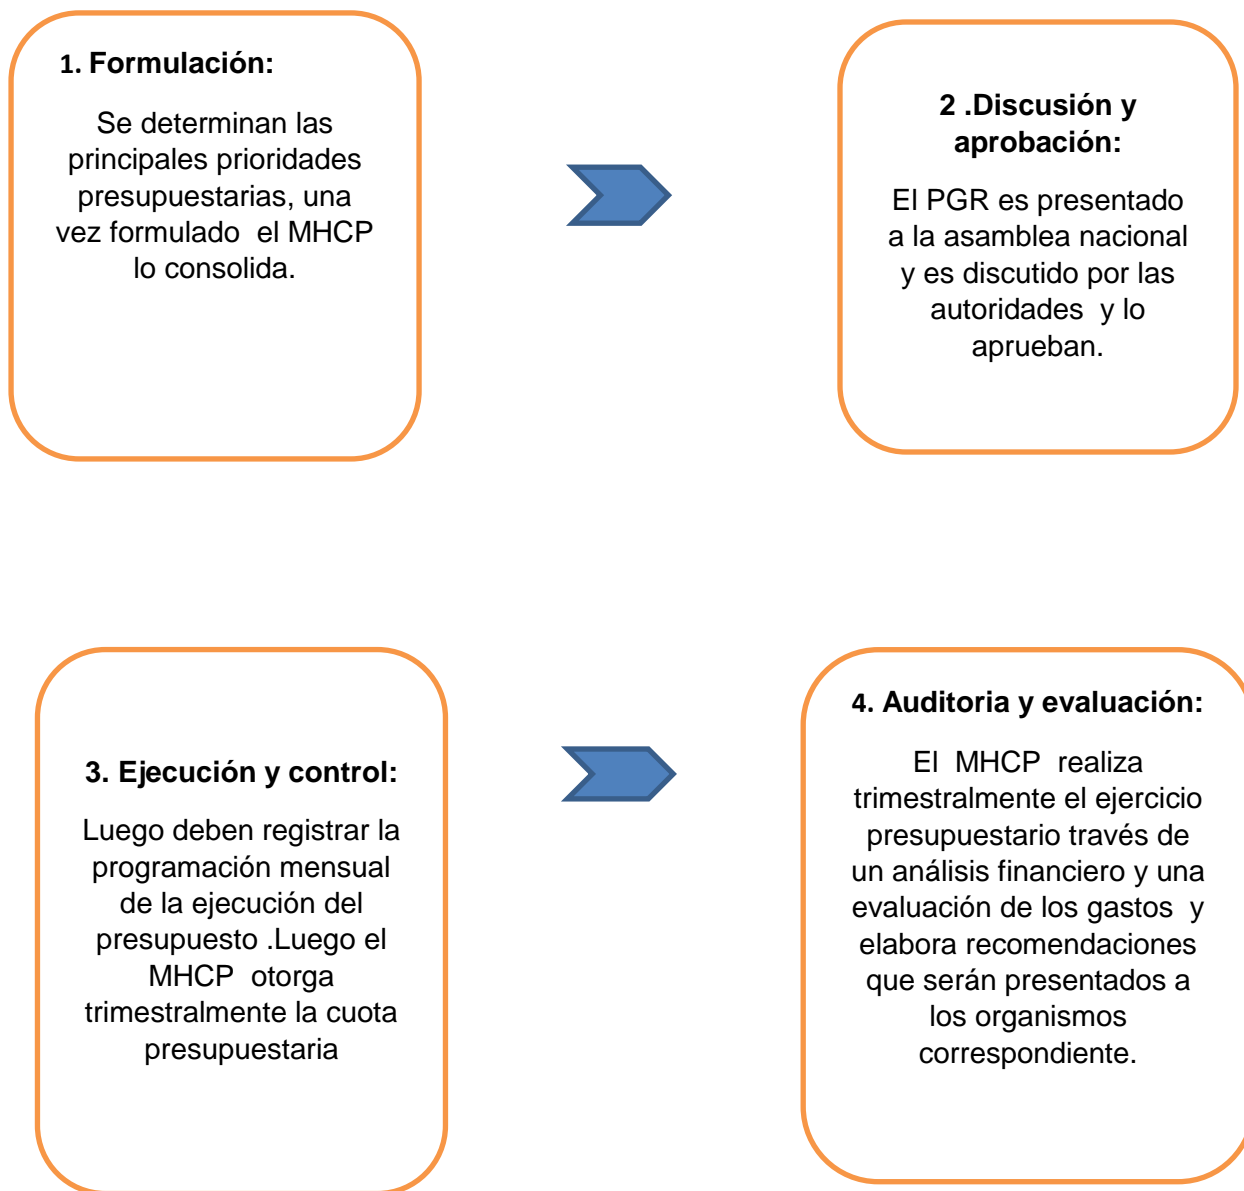 1. Formulación:
Se determinan las
principales prioridades
presupuestarias, una
vez formulado  el MHCP
lo consolida.
2 .Discusión y
aprobación:
El PGR es presentado
a la asamblea nacional
y es discutido por las
autoridades  y lo
aprueban.
3. Ejecución y control:
Luego deben registrar la
programación mensual
de la ejecución del
presupuesto .Luego el
MHCP  otorga
trimestralmente la cuota
presupuestaria
4. Auditoria y evaluación:
El  MHCP  realiza
trimestralmente el ejercicio
presupuestario través de
un análisis financiero y una
evaluación de los gastos  y
elabora recomendaciones
que serán presentados a
los organismos
correspondiente.